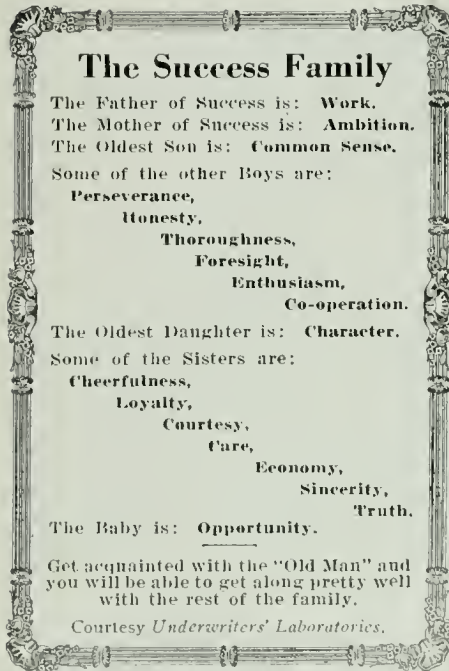 The Success Family
The Father of Success is: Work.
The Mother of Success is: Ambition.
The Oldest Son is: Common Sense.
Some of the other Boys are:
Perseverance,
Honesty,
Thoroughness,
Foresight,
Enthusiasm,
Co-operation.
The Oldest Daughter is: Character.
Some of the Sisters are:
Cheerfulness,
Loyalty,
Courtesy,
Care,
Economy,
Sincerity,
Truth.
The Baby is: Opportunity.
Get acquainted with the "Old Man" and
you will be able to get along pretty well
with the rest of the family.
Courtesy Underwriters' Laboratories.